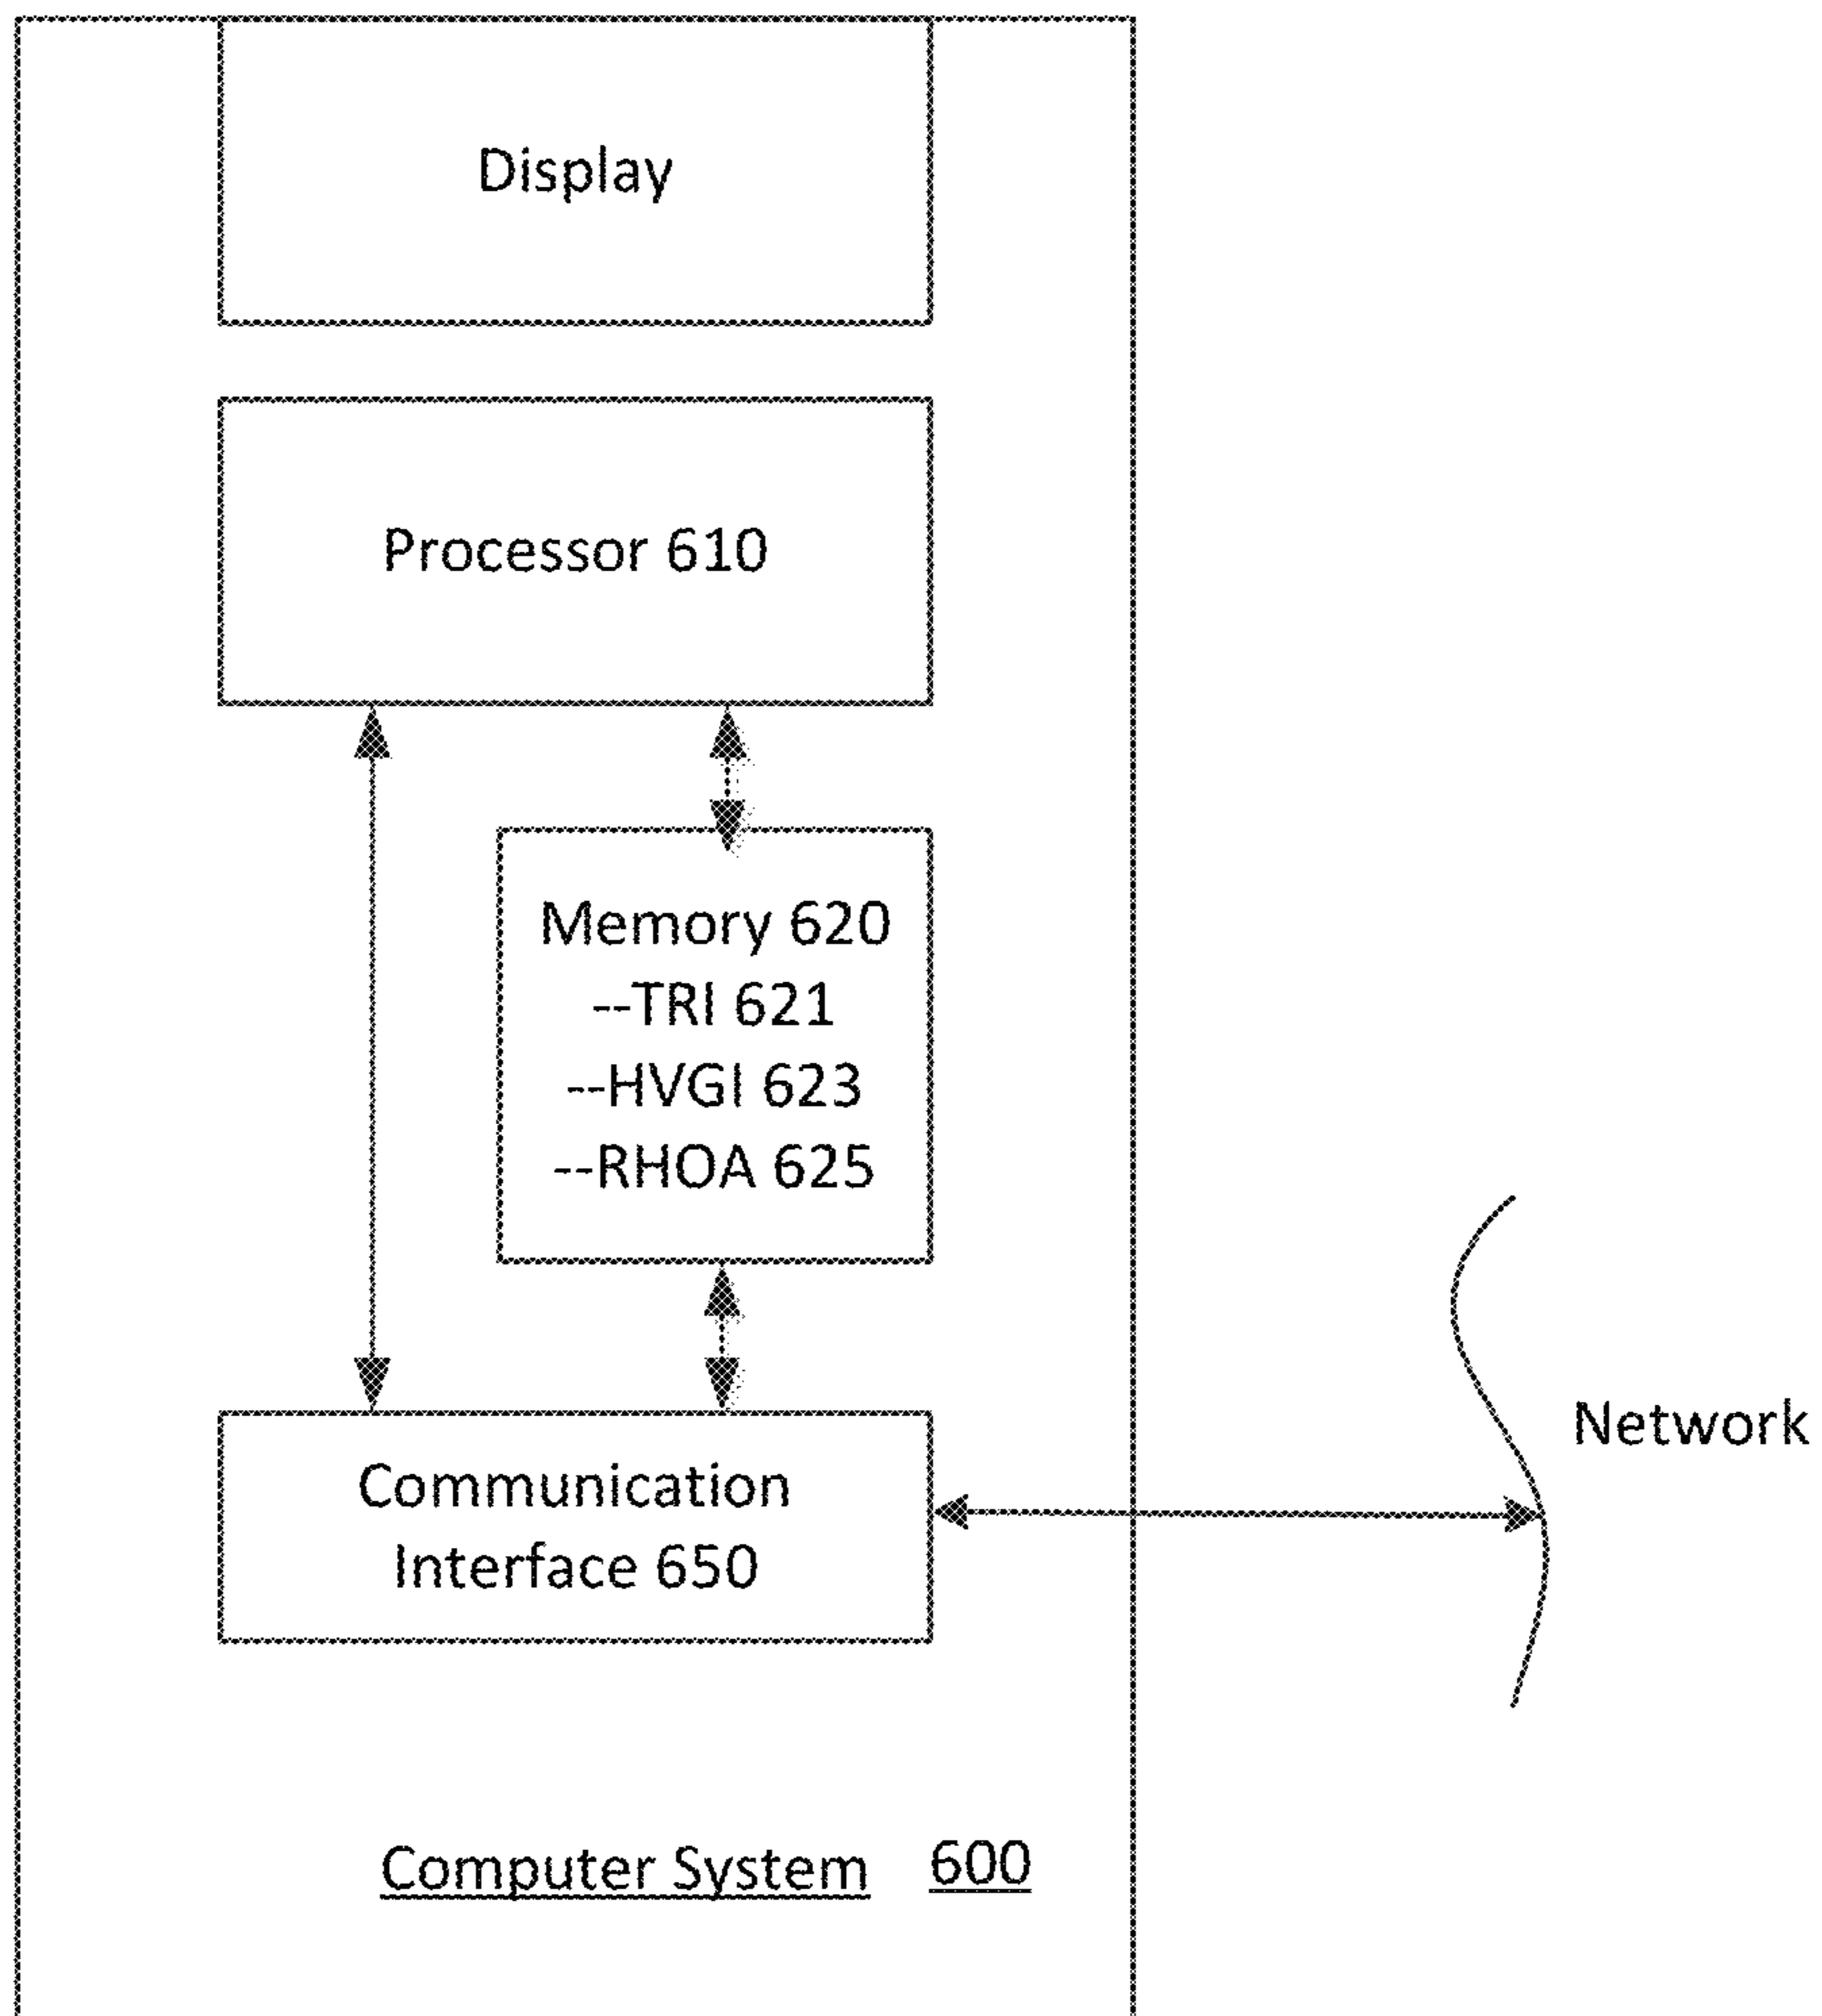 Display
Processor 610
Memory 620
--TRI 621
--HVGI 623
--RHOA 625
Network
Communication
Interface 650
Computer System 600